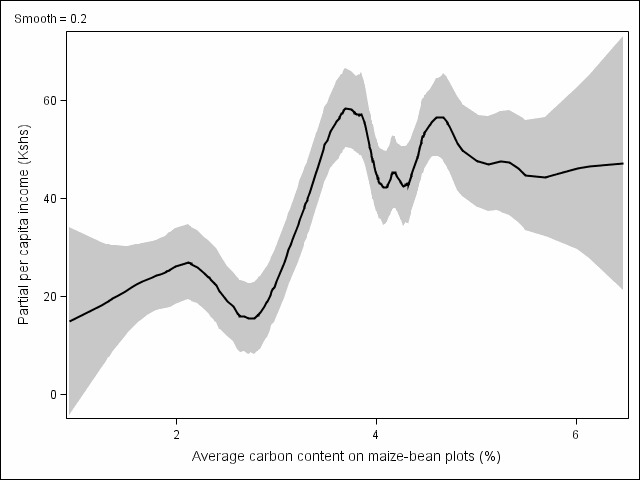 Smooth = 0.2
60
40
20
0
Partial per capita income (Kshs)
2
4
6
Average carbon content on maize-bean plots (%)